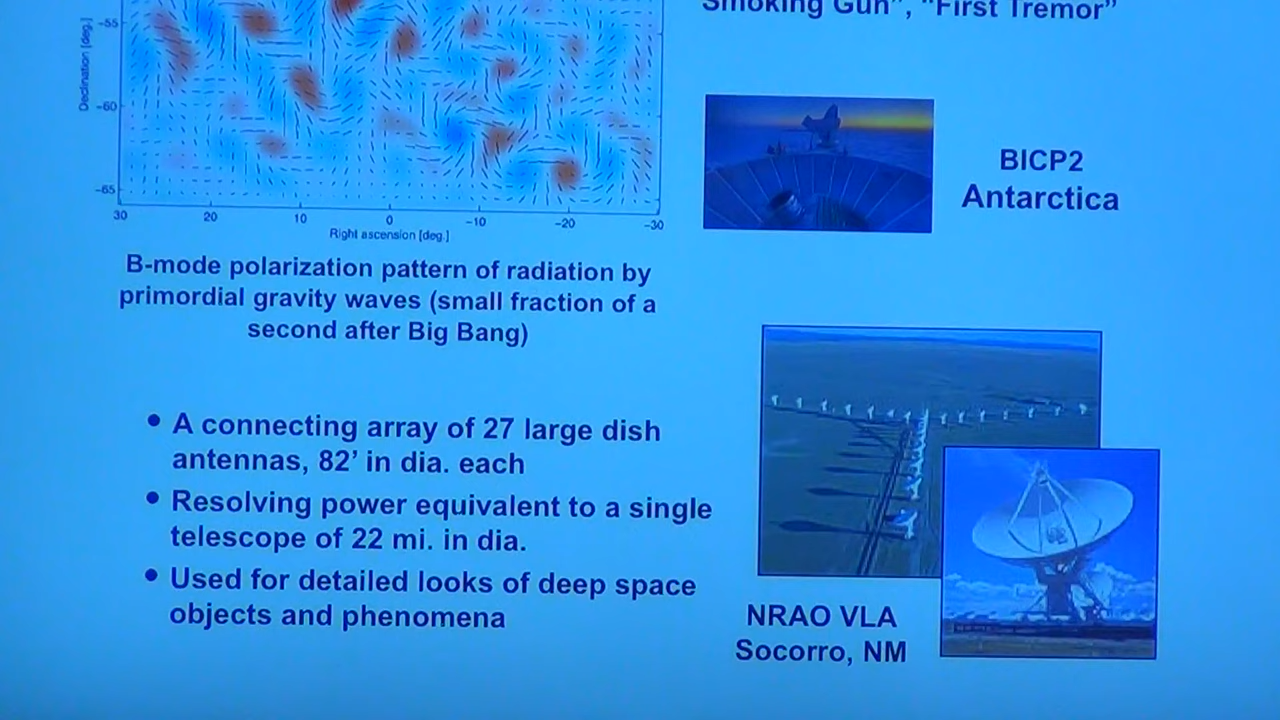 Smoking Gun", "First Tremor"
-55
-60
-65
Declination [deg.]
30 20 10 0 -10 -20 -30
Right ascension [deg.]
BICP2
Antarctica
B-mode polarization pattern of radiation by
primordial gravity waves (small fraction of a
second after Big Bang)
• A connecting array of 27 large dish
antennas, 82' in dia. each
• Resolving power equivalent to a single
telescope of 22 mi. in dia.
• Used for detailed looks of deep space
objects and phenomena
NRAO VLA
Socorro, NM